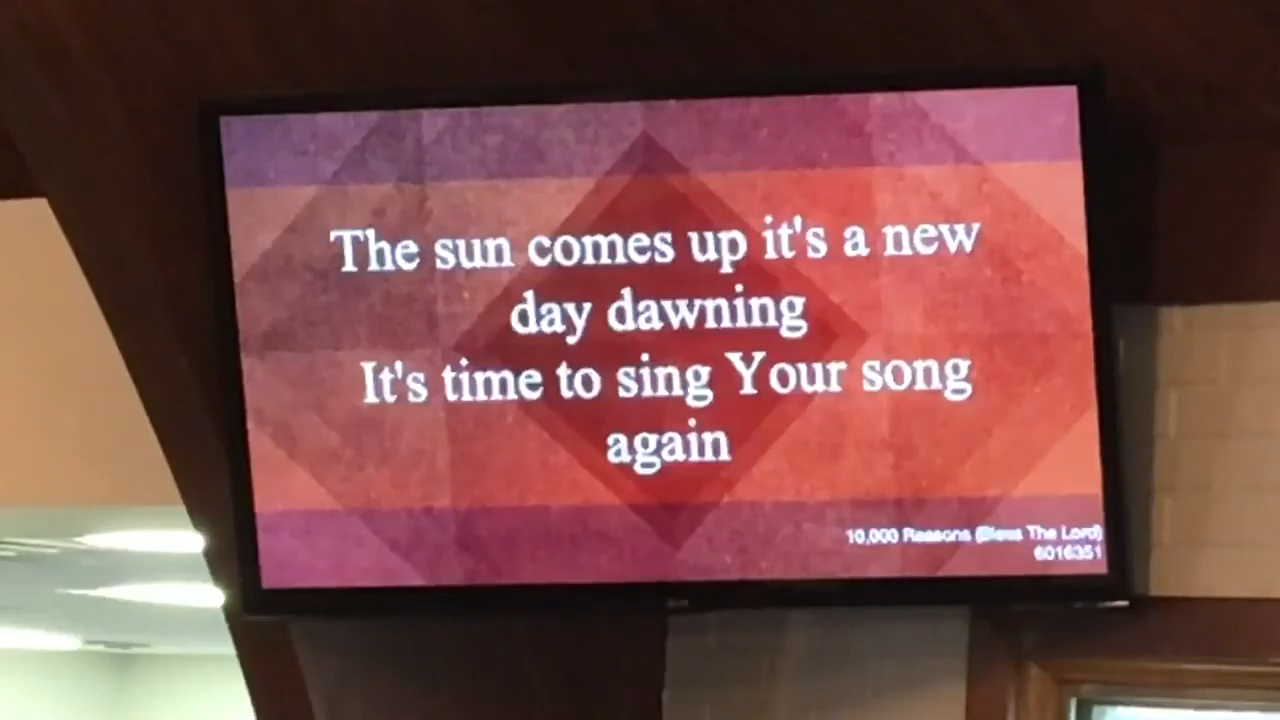 The sun comes up it's a new
day dawning
It's time to sing Your song
again
10,000 Reasons (Bless The Lord)
6016351